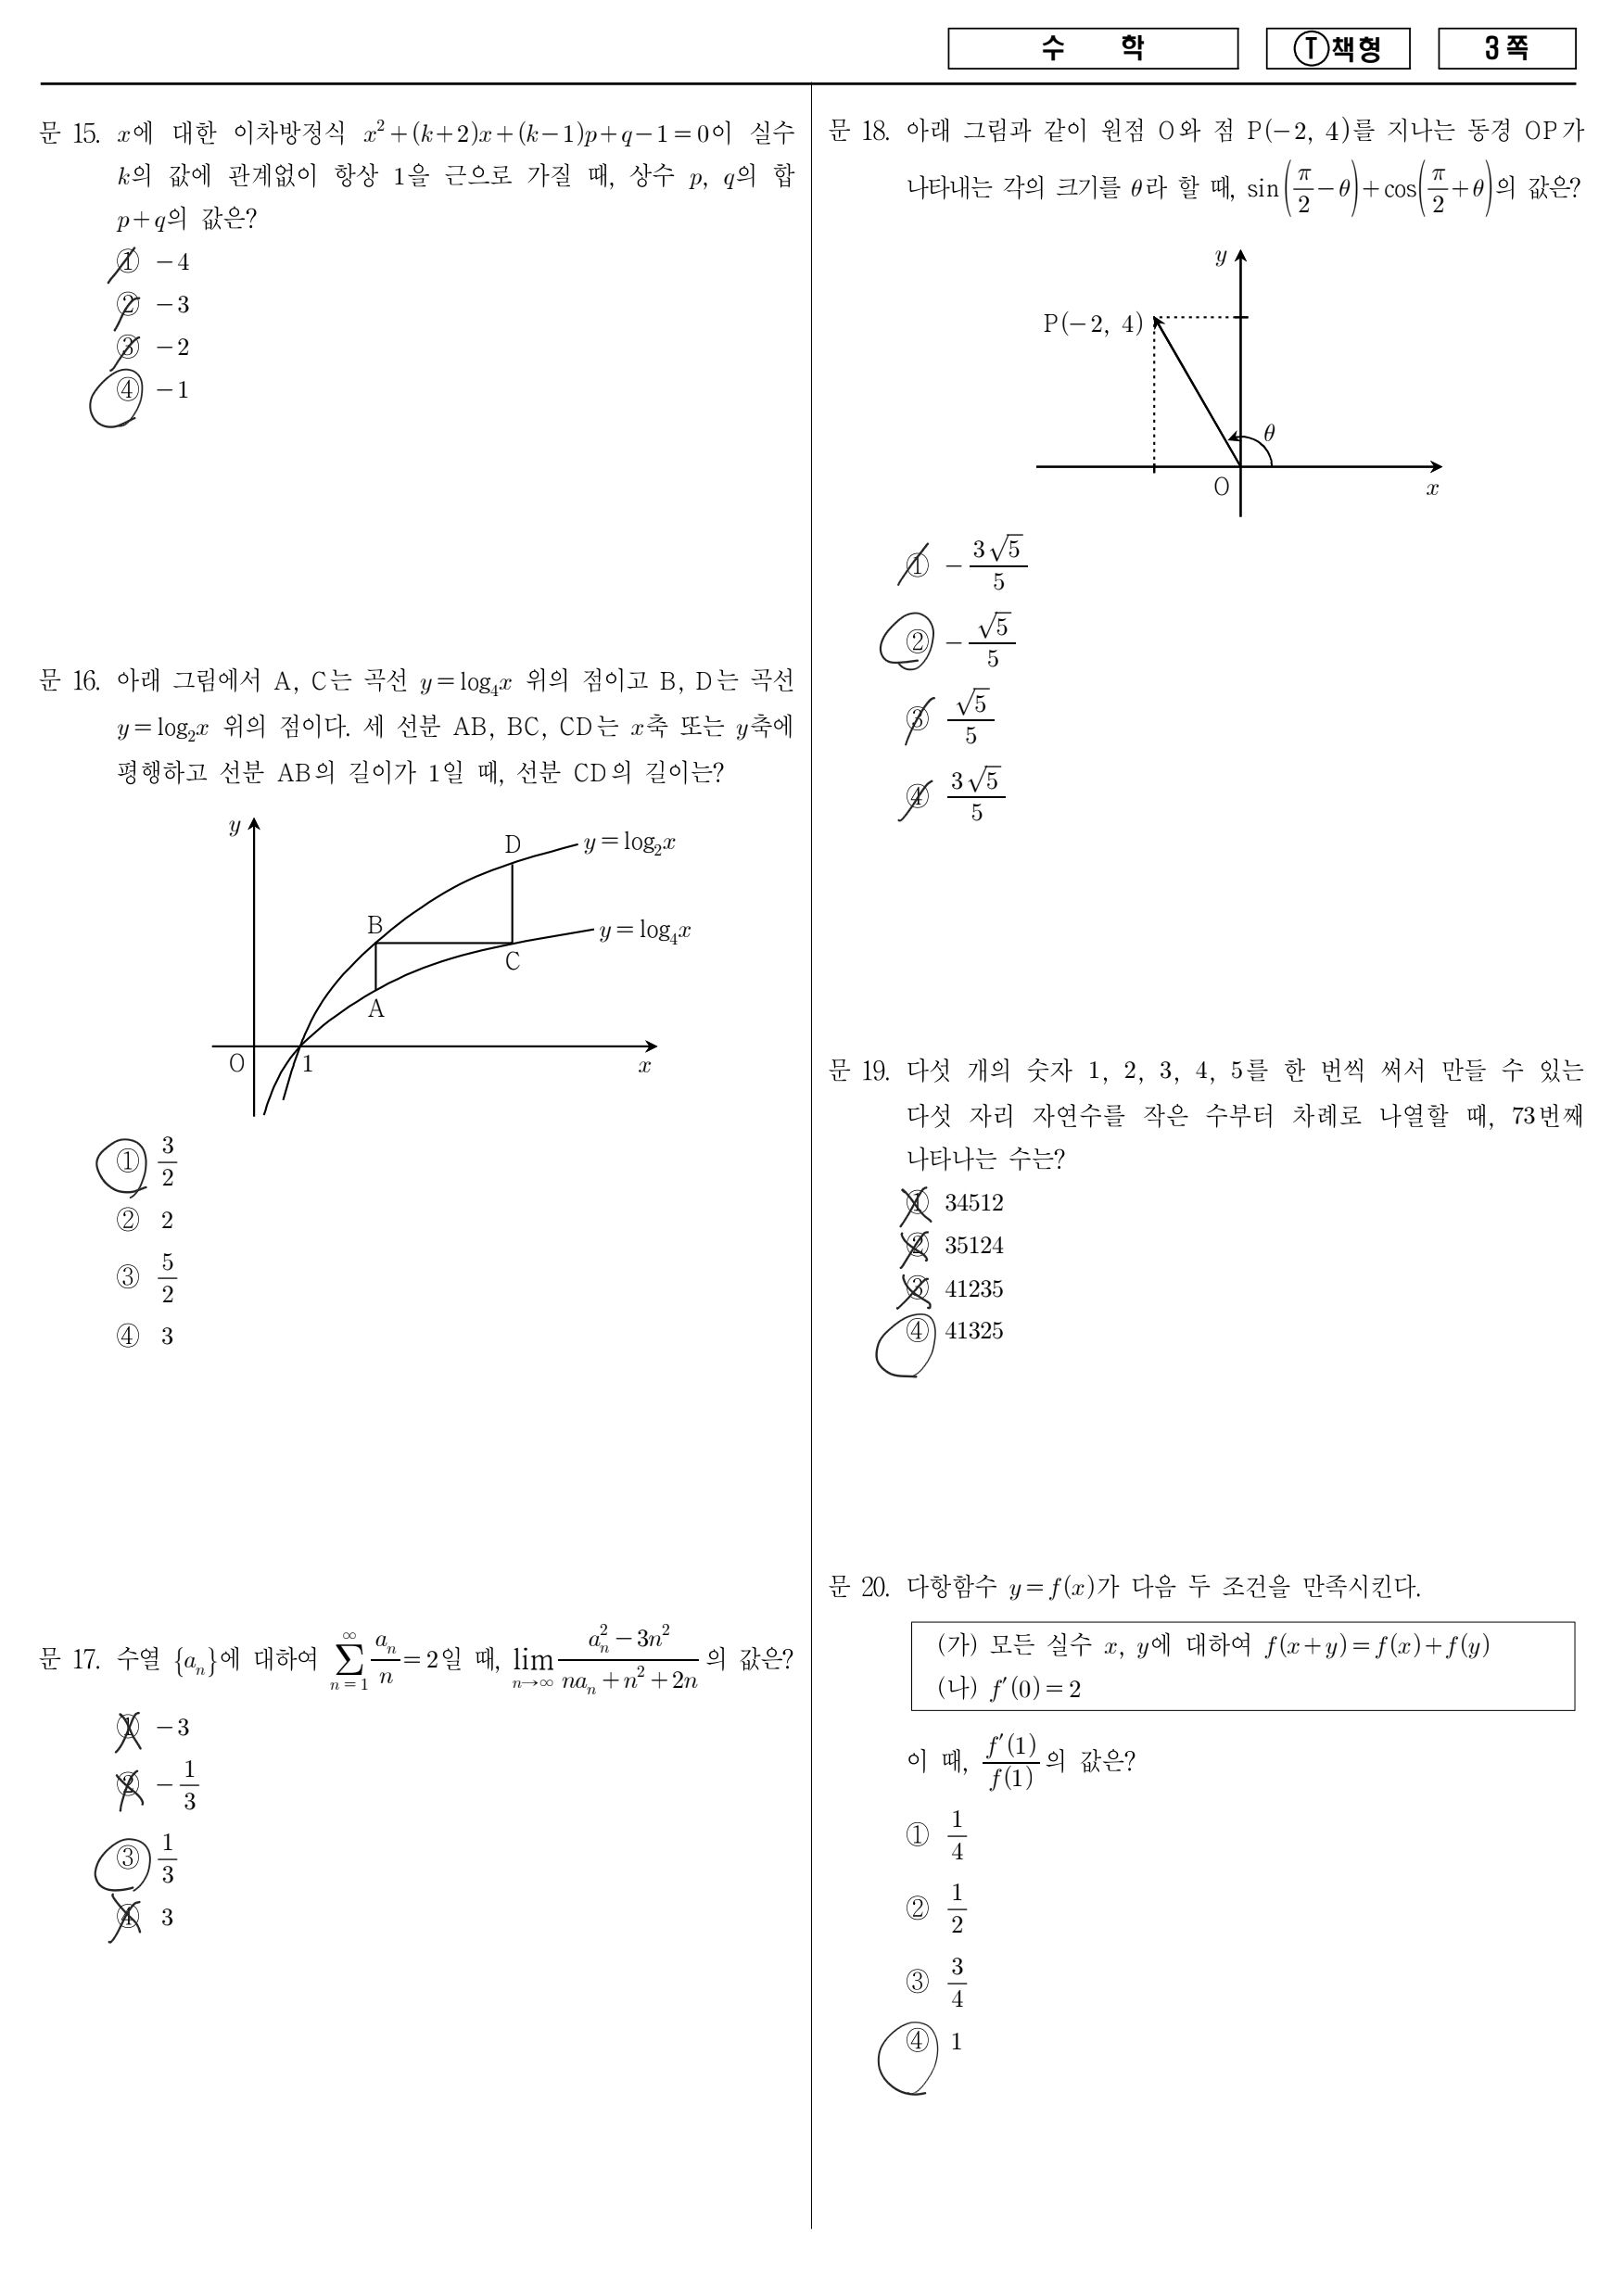 수 학
Ⓣ책형
3쪽
문 15. x에 대한 이차방정식 x²+(k+2)x+(k−1)p+q−1=0이 실수
k의 값에 관계없이 항상 1을 근으로 가질 때, 상수 p, q의 합
p+q의 값은?
① −4
② −3
③ −2
④ −1
문 16. 아래 그림에서 A, C는 곡선 y=log₄x 위의 점이고 B, D는 곡선
y=log₂x 위의 점이다. 세 선분 AB, BC, CD는 x축 또는 y축에
평행하고 선분 AB의 길이가 1일 때, 선분 CD의 길이는?
y
D
y=log₂x
B
y=log₄x
C
A
O 1 x
① 3/2
② 2
③ 5/2
④ 3
문 17. 수열 {aₙ}에 대하여 ∑_{n=1}^{∞} aₙ/n=2일 때, lim_{n→∞} (aₙ²−3n²)/(naₙ+n²+2n)의 값은?
① −3
② −1/3
③ 1/3
④ 3
문 18. 아래 그림과 같이 원점 O와 점 P(−2, 4)를 지나는 동경 OP가
나타내는 각의 크기를 θ라 할 때, sin(π/2−θ)+cos(π/2+θ)의 값은?
y
P(−2, 4)
θ
O x
① −3√5/5
② −√5/5
③ √5/5
④ 3√5/5
문 19. 다섯 개의 숫자 1, 2, 3, 4, 5를 한 번씩 써서 만들 수 있는
다섯 자리 자연수를 작은 수부터 차례로 나열할 때, 73번째
나타나는 수는?
① 34512
② 35124
③ 41235
④ 41325
문 20. 다항함수 y=f(x)가 다음 두 조건을 만족시킨다.
(가) 모든 실수 x, y에 대하여 f(x+y)=f(x)+f(y)
(나) f′(0)=2
이 때, f′(1)/f(1)의 값은?
① 1/4
② 1/2
③ 3/4
④ 1